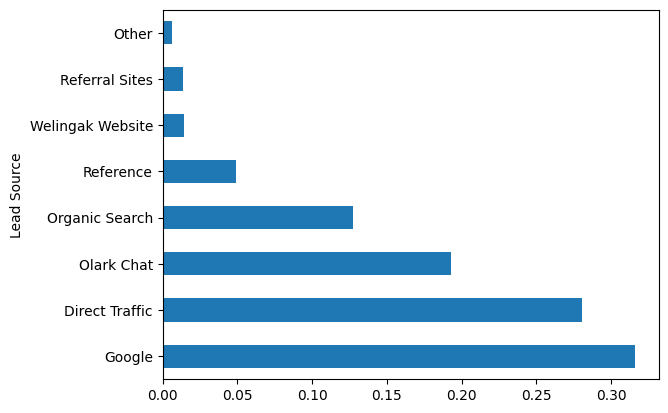 Other
Referral Sites
Welingak Website
Reference
Organic Search
Olark Chat
Direct Traffic
Google
Lead Source
0.00 0.05 0.10 0.15 0.20 0.25 0.30